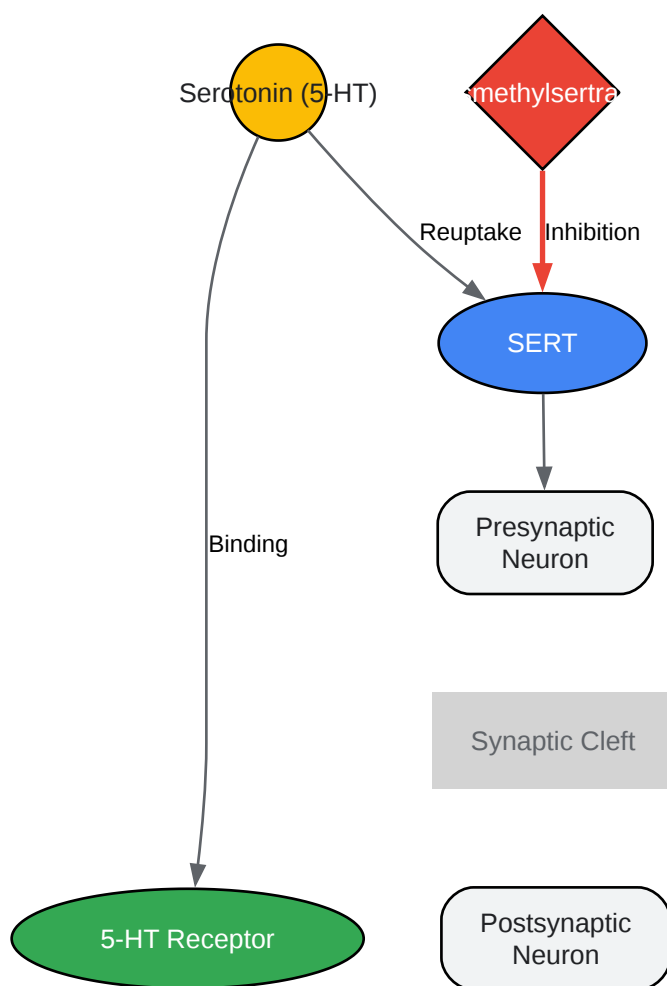 Serotonin (5-HT)
methylsertra
Reuptake
Inhibition
SERT
Presynaptic
Neuron
Binding
Synaptic Cleft
5-HT Receptor
Postsynaptic
Neuron